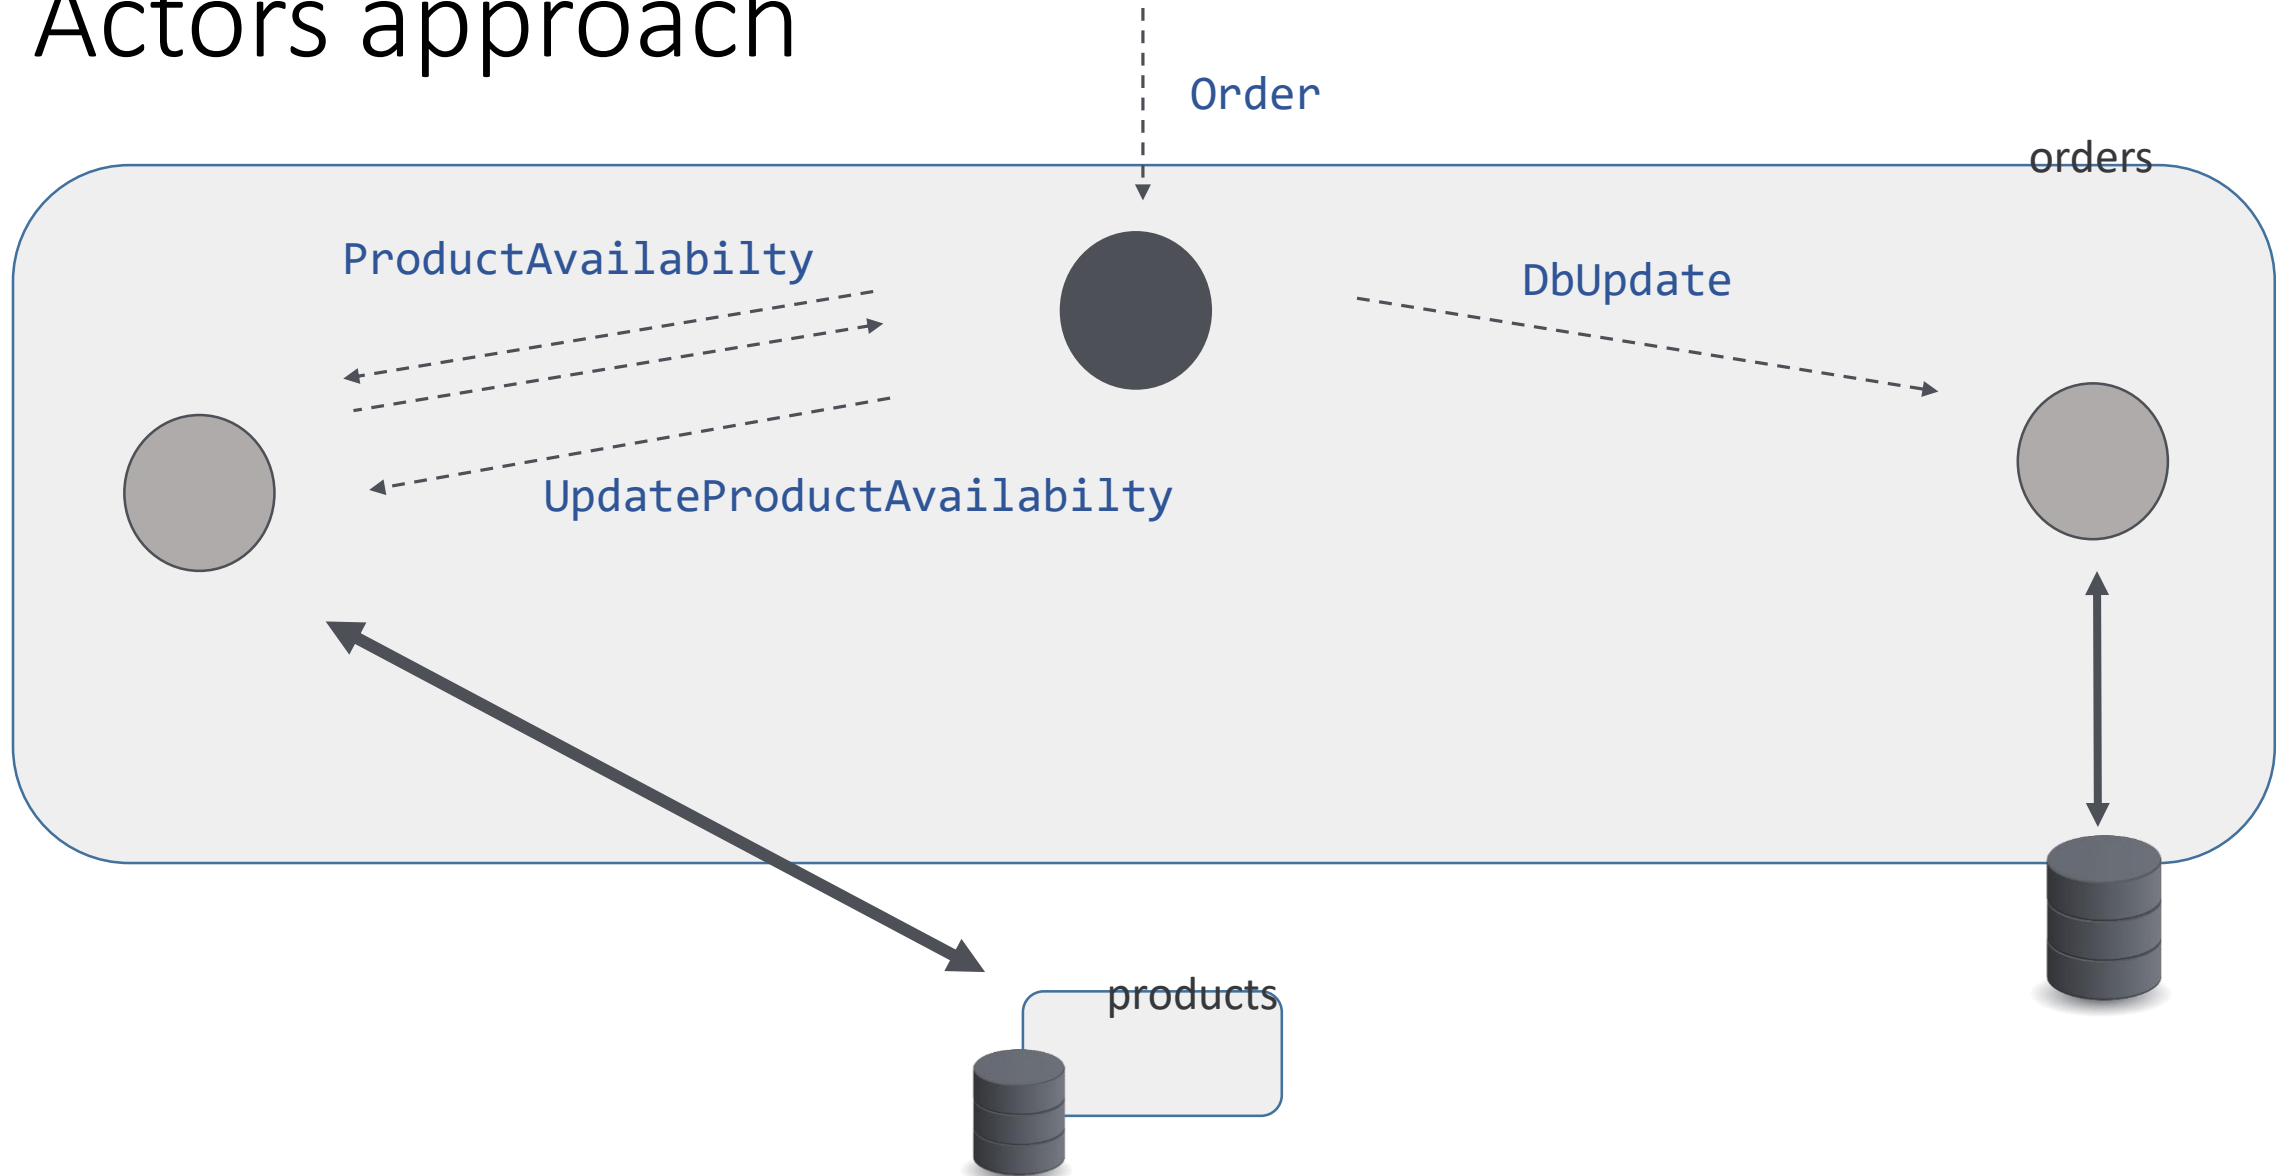 Actors approach
Order
orders
ProductAvailabilty
DbUpdate
UpdateProductAvailabilty
products